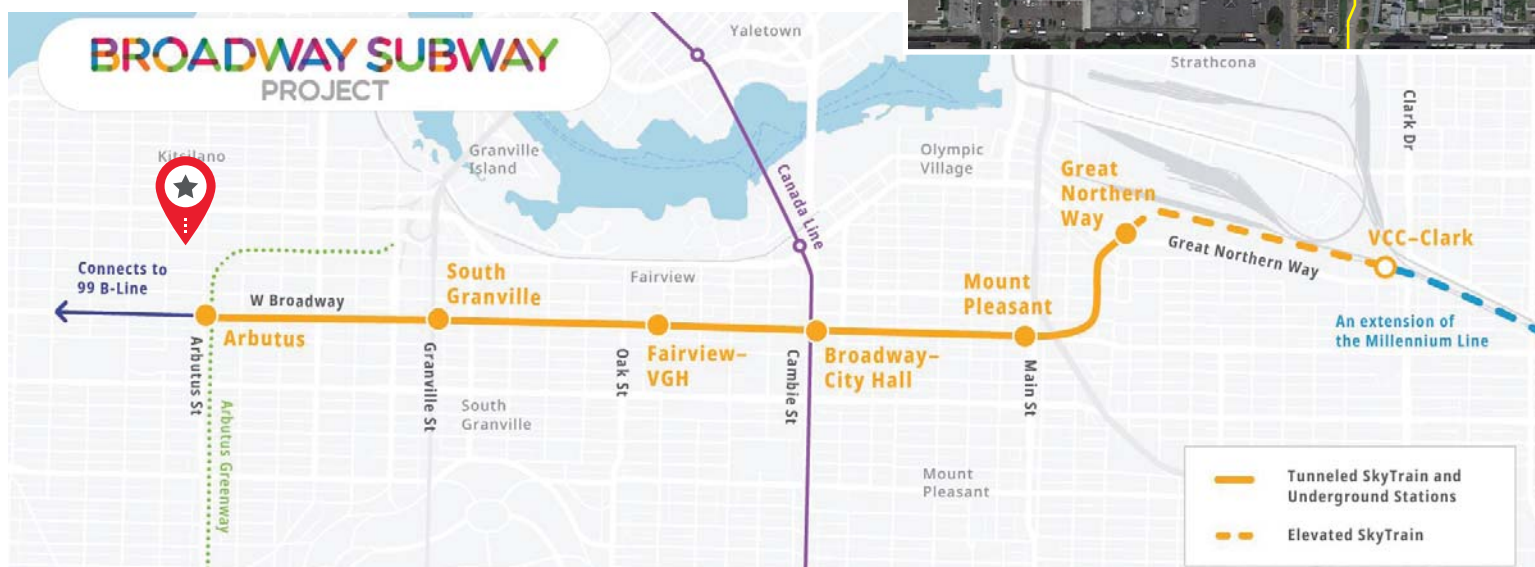 BROADWAY SUBWAY
PROJECT
Yaletown
Strathcona
Clark Dr
Kitsilano
Granville
Island
Olympic
Village
Canada Line
Great
Northern
Way
VCC–Clark
Great Northern Way
Connects to
99 B-Line
W Broadway
South
Granville
Fairview
Mount
Pleasant
An extension of
the Millennium Line
Arbutus
Fairview–
VGH
Broadway–
City Hall
Arbutus St
Granville St
Oak St
Cambie St
Main St
Arbutus Greenway
South
Granville
Mount
Pleasant
Tunneled SkyTrain and
Underground Stations
Elevated SkyTrain